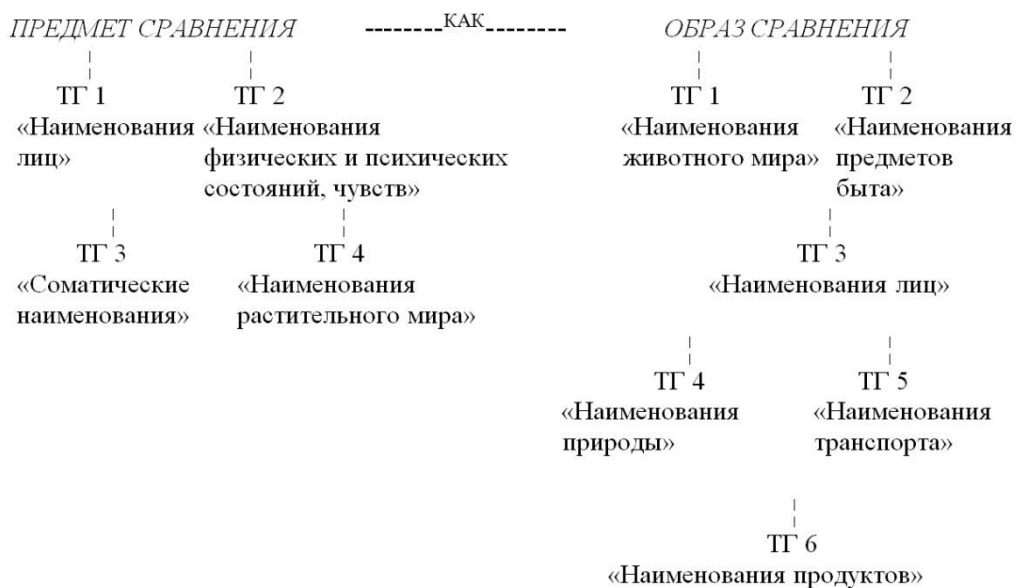 ПРЕДМЕТ СРАВНЕНИЯ --------КАК-------- ОБРАЗ СРАВНЕНИЯ
ТГ 1 ТГ 2 ТГ 1 ТГ 2
«Наименования «Наименования «Наименования «Наименования
лиц» физических и психических животного мира» предметов
состояний, чувств» быта»
ТГ 3 ТГ 4 ТГ 3
«Соматические «Наименования «Наименования лиц»
наименования» растительного мира»
ТГ 4 ТГ 5
«Наименования «Наименования
природы» транспорта»
ТГ 6
«Наименования продуктов»